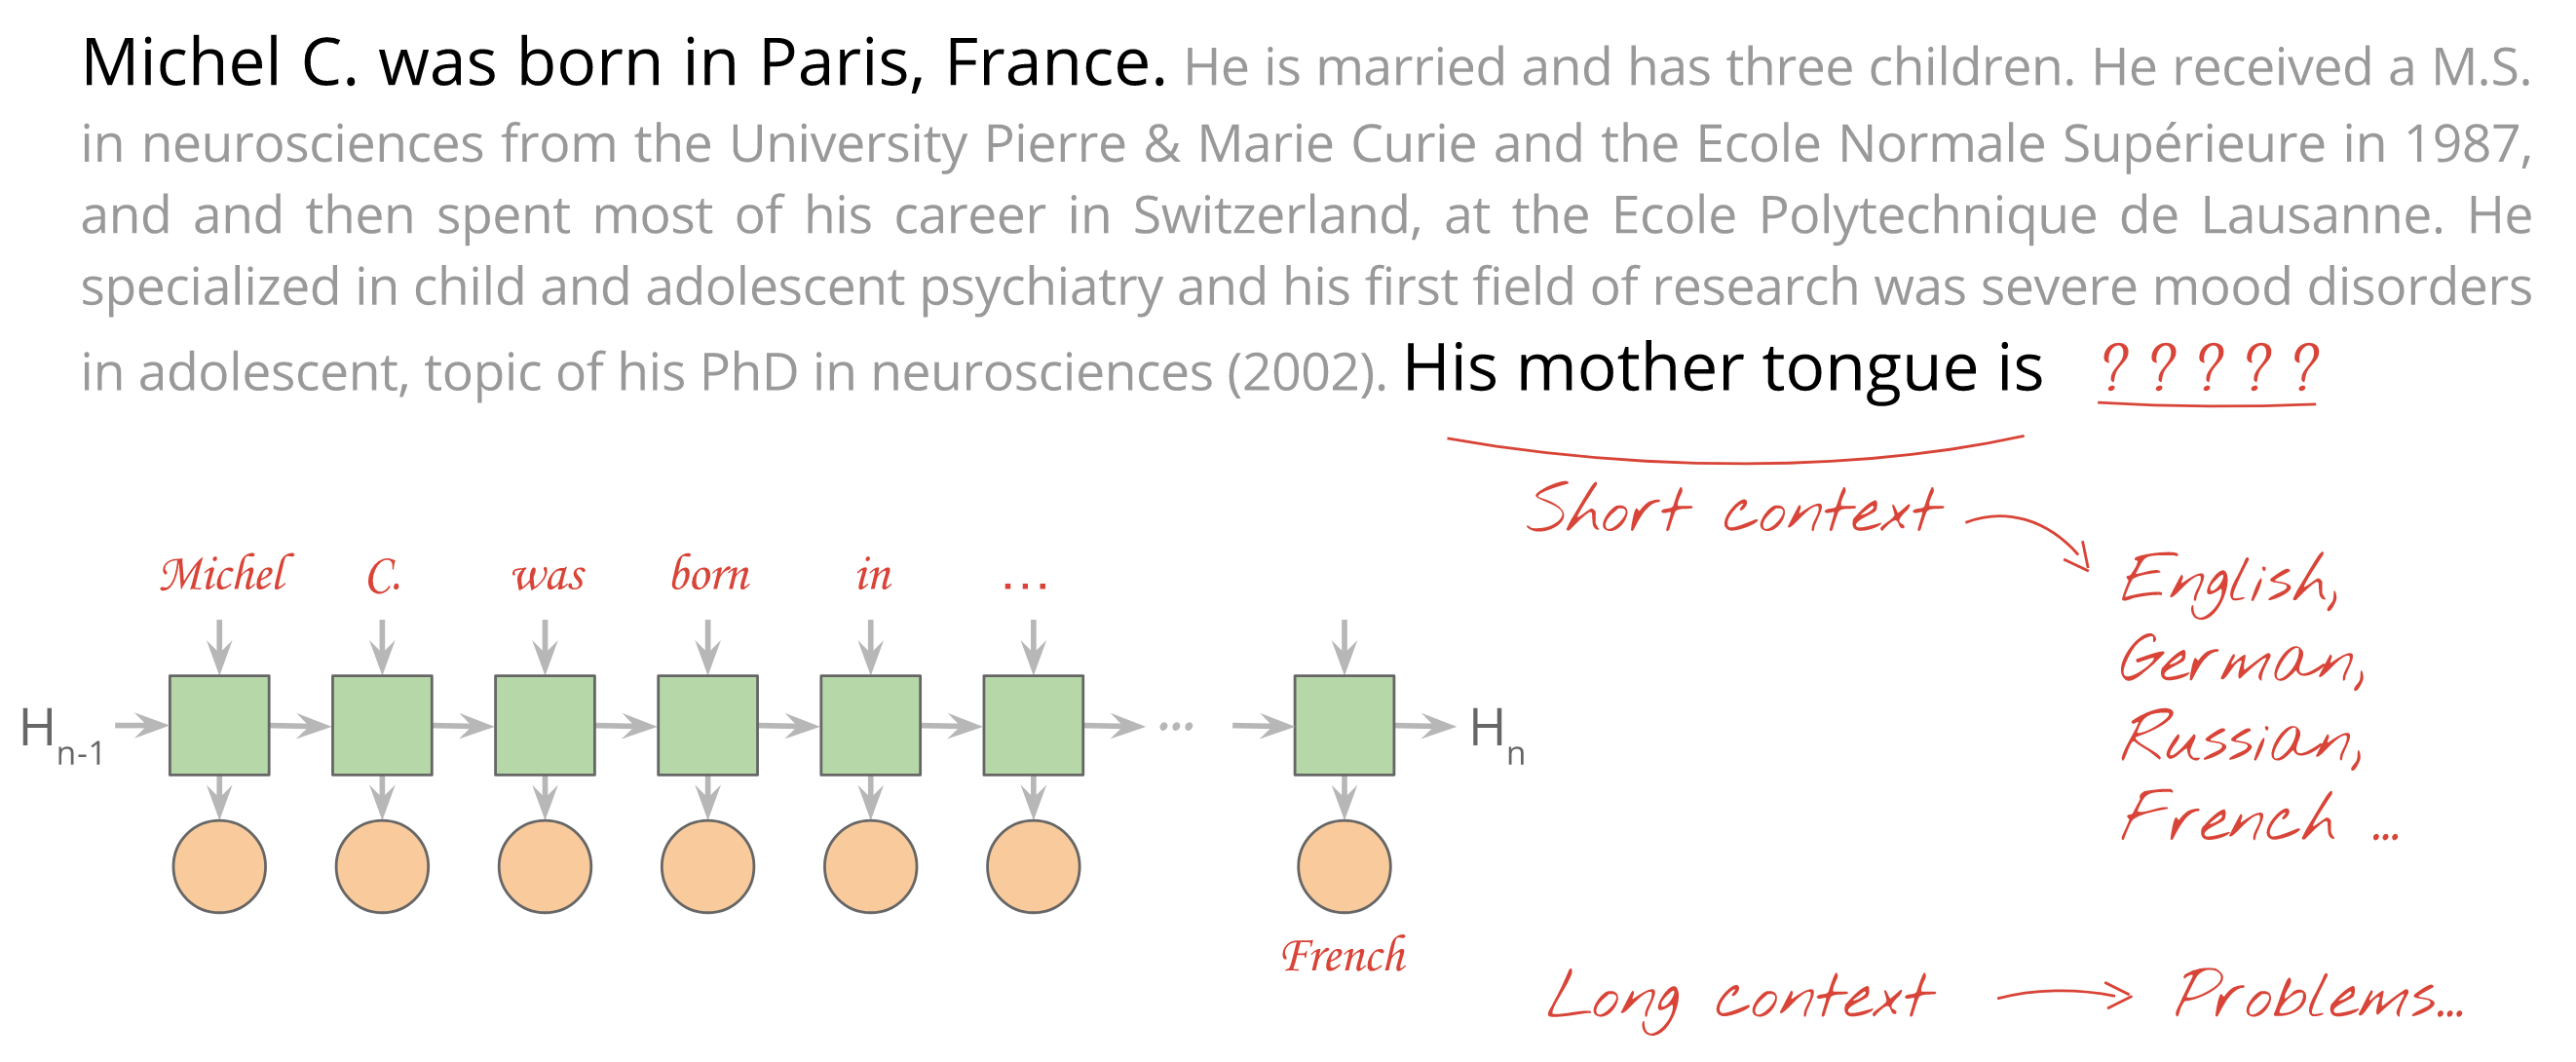 Michel C. was born in Paris, France. He is married and has three children. He received a M.S.
in neurosciences from the University Pierre & Marie Curie and the Ecole Normale Supérieure in 1987,
and and then spent most of his career in Switzerland, at the Ecole Polytechnique de Lausanne. He
specialized in child and adolescent psychiatry and his first field of research was severe mood disorders
in adolescent, topic of his PhD in neurosciences (2002). His mother tongue is ?????
Short context
English,
German,
Russian,
French ...
Michel C. was born in ...
Hn-1 ... Hn
French
Long context Problems...